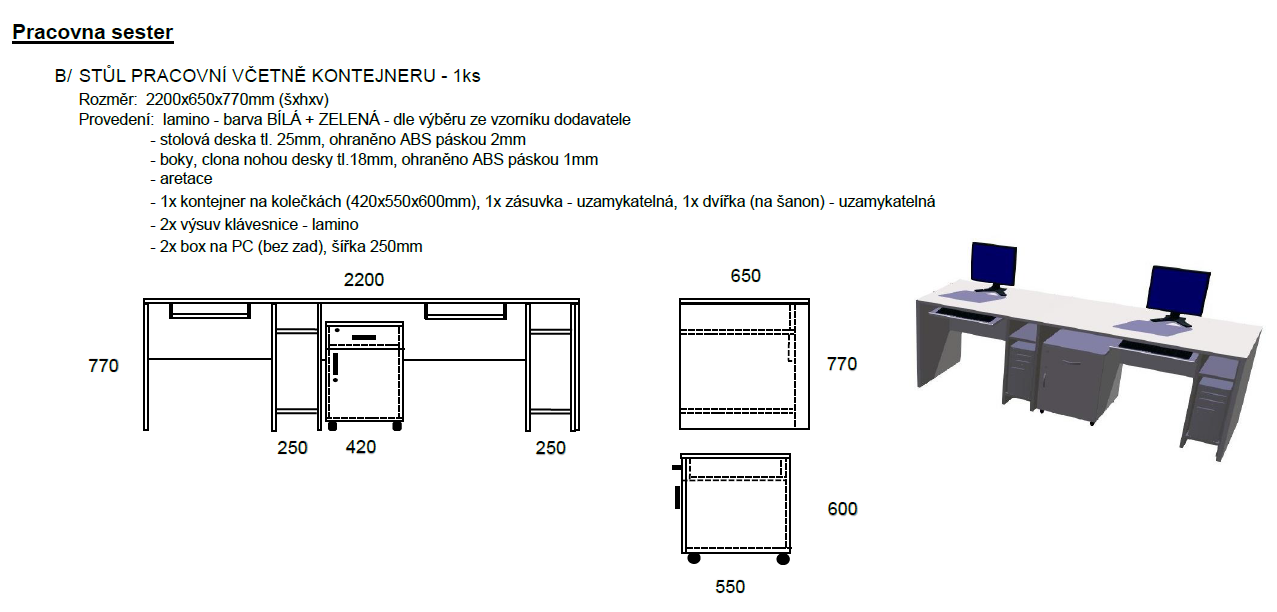 Pracovna sester
B/ STŮL PRACOVNÍ VČETNĚ KONTEJNERU - 1ks
Rozměr: 2200x650x770mm (šxhxv)
Provedení: lamino - barva BÍLÁ + ZELENÁ - dle výběru ze vzorníku dodavatele
- stolová deska tl. 25mm, ohraněno ABS páskou 2mm
- boky, clona nohou desky tl.18mm, ohraněno ABS páskou 1mm
- aretace
- 1x kontejner na kolečkách (420x550x600mm), 1x zásuvka - uzamykatelná, 1x dvířka (na šanon) - uzamykatelná
- 2x výsuv klávesnice - lamino
- 2x box na PC (bez zad), šířka 250mm
2200
650
770
770
250
420
250
600
550